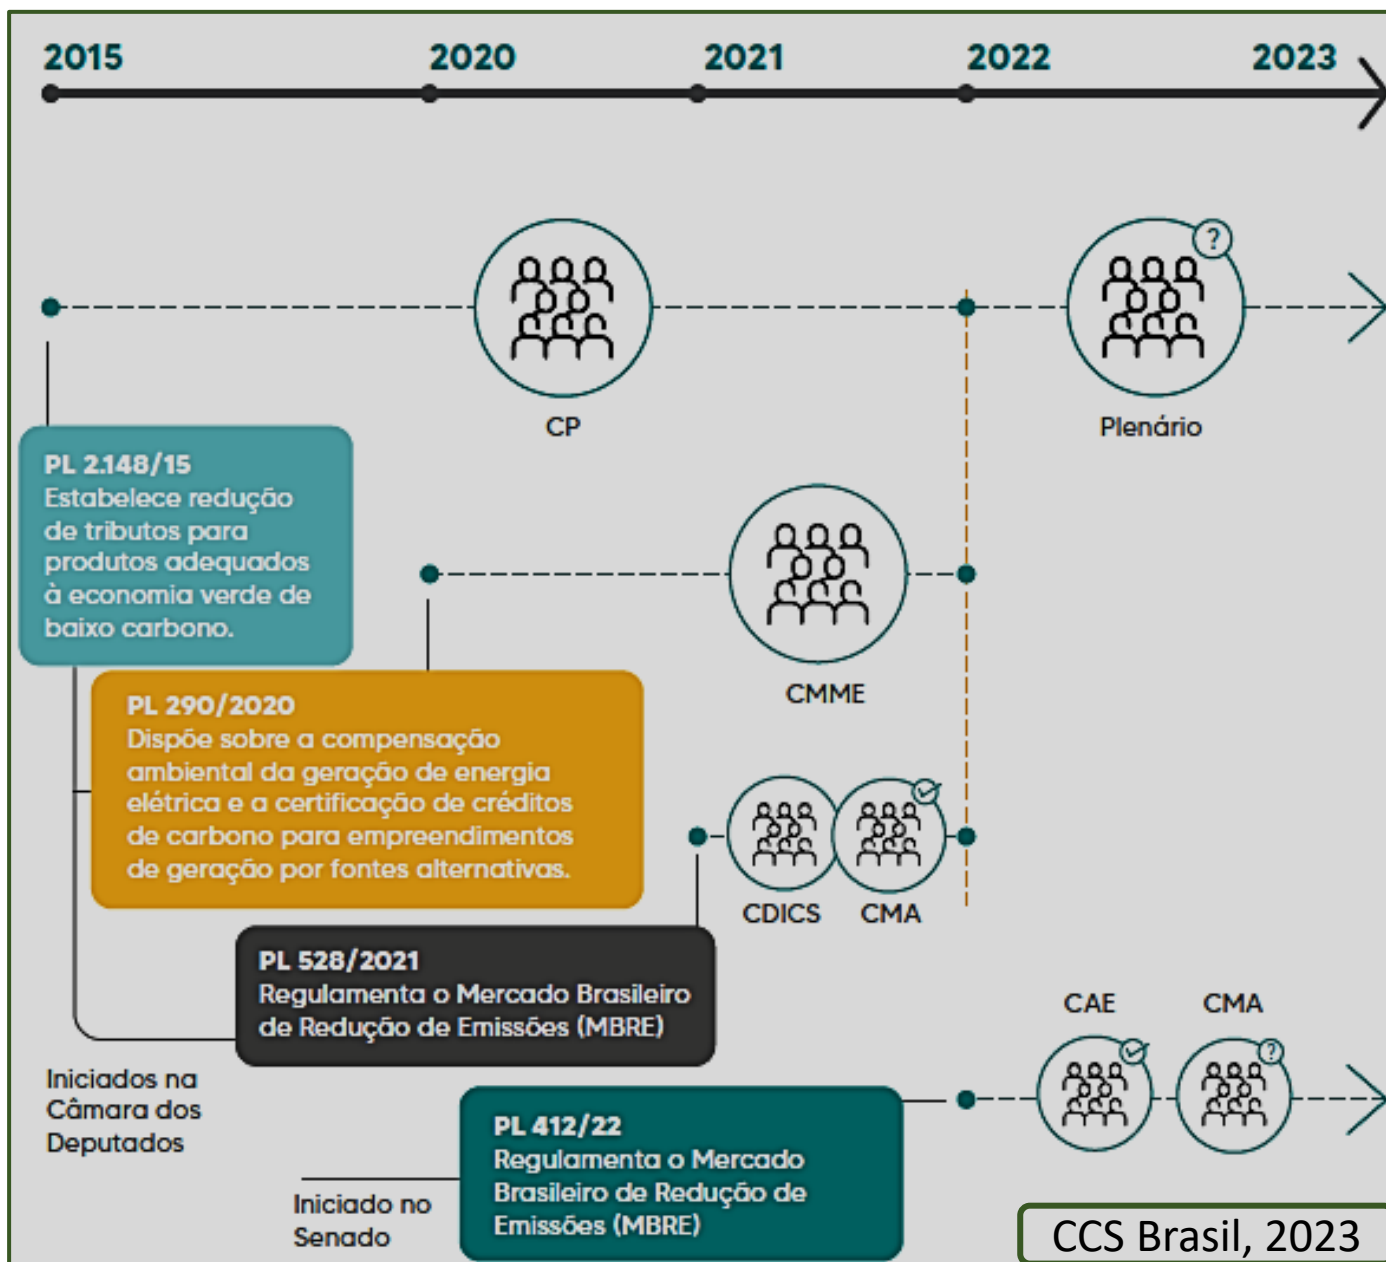 2015
2020
2021
2022
2023
?
CP
Plenário
PL 2.148/15
Estabelece redução
de tributos para
produtos adequados
à economia verde de
baixo carbono.
CMME
PL 290/2020
Dispõe sobre a compensação
ambiental da geração de energia
elétrica e a certificação de créditos
de carbono para empreendimentos
de geração por fontes alternativas.
CDICS
CMA
PL 528/2021
Regulamenta o Mercado Brasileiro
de Redução de Emissões (MBRE)
CAE
CMA
?
Iniciados na
Câmara dos
Deputados
PL 412/22
Regulamenta o Mercado
Brasileiro de Redução de
Emissões (MBRE)
Iniciado no
Senado
CCS Brasil, 2023